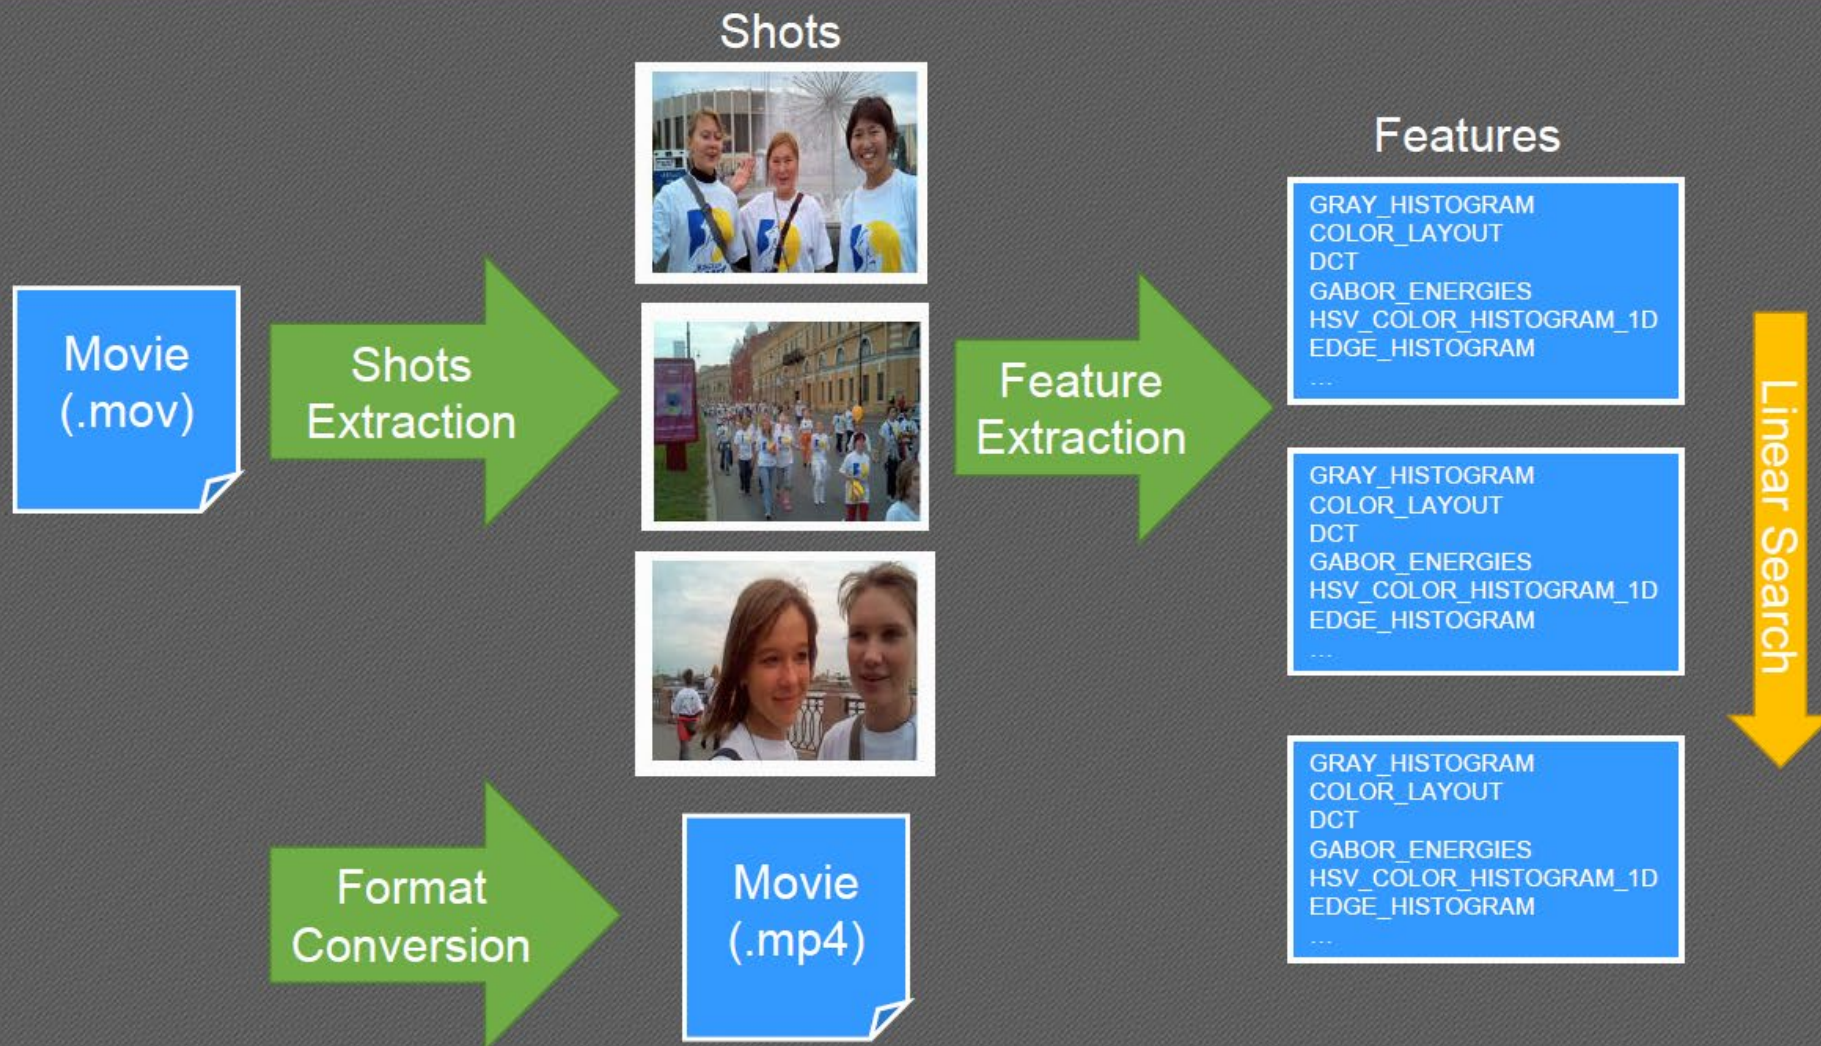 Shots
Features
Movie
(.mov)
Shots
Extraction
Feature
Extraction
GRAY_HISTOGRAM
COLOR_LAYOUT
DCT
GABOR_ENERGIES
HSV_COLOR_HISTOGRAM_1D
EDGE_HISTOGRAM
...
GRAY_HISTOGRAM
COLOR_LAYOUT
DCT
GABOR_ENERGIES
HSV_COLOR_HISTOGRAM_1D
EDGE_HISTOGRAM
...
GRAY_HISTOGRAM
COLOR_LAYOUT
DCT
GABOR_ENERGIES
HSV_COLOR_HISTOGRAM_1D
EDGE_HISTOGRAM
...
Linear Search
Format
Conversion
Movie
(.mp4)